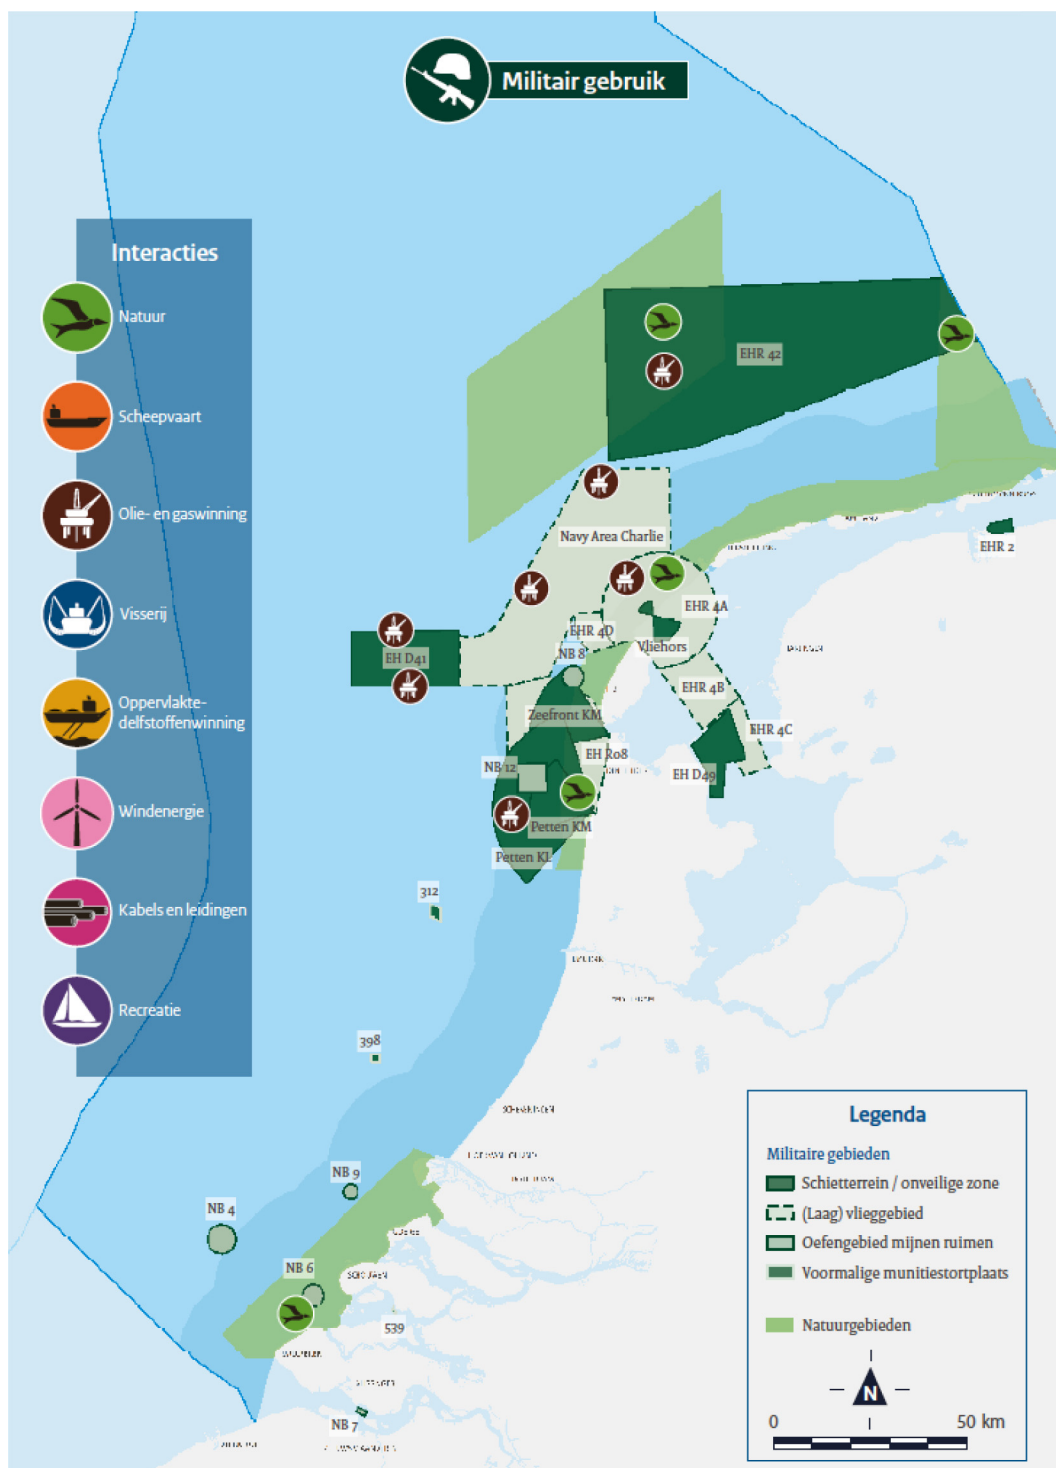 Militair gebruik
Interacties
Natuur
Scheepvaart
Olie- en gaswinning
Visserij
Oppervlakte-
delfstoffenwinning
Windenergie
Kabels en leidingen
Recreatie
EHR 42
Navy Area Charlie
EHR 2
EHR 4A
EHR 4D
Vliehors
EH D41
NB 8
EHR 4B
Zeefront KM
EHR 4C
EH R08
NB 12
EH D49
Petten KM
Petten KL
312
398
SCHEVENINGEN
NB 9
NB 4
NB 6
539
NB 7
Legenda
Militaire gebieden
Schietterrein / onveilige zone
(Laag) vlieggebied
Oefengebied mijnen ruimen
Voormalige munitiestortplaats
Natuurgebieden
N
0 50 km